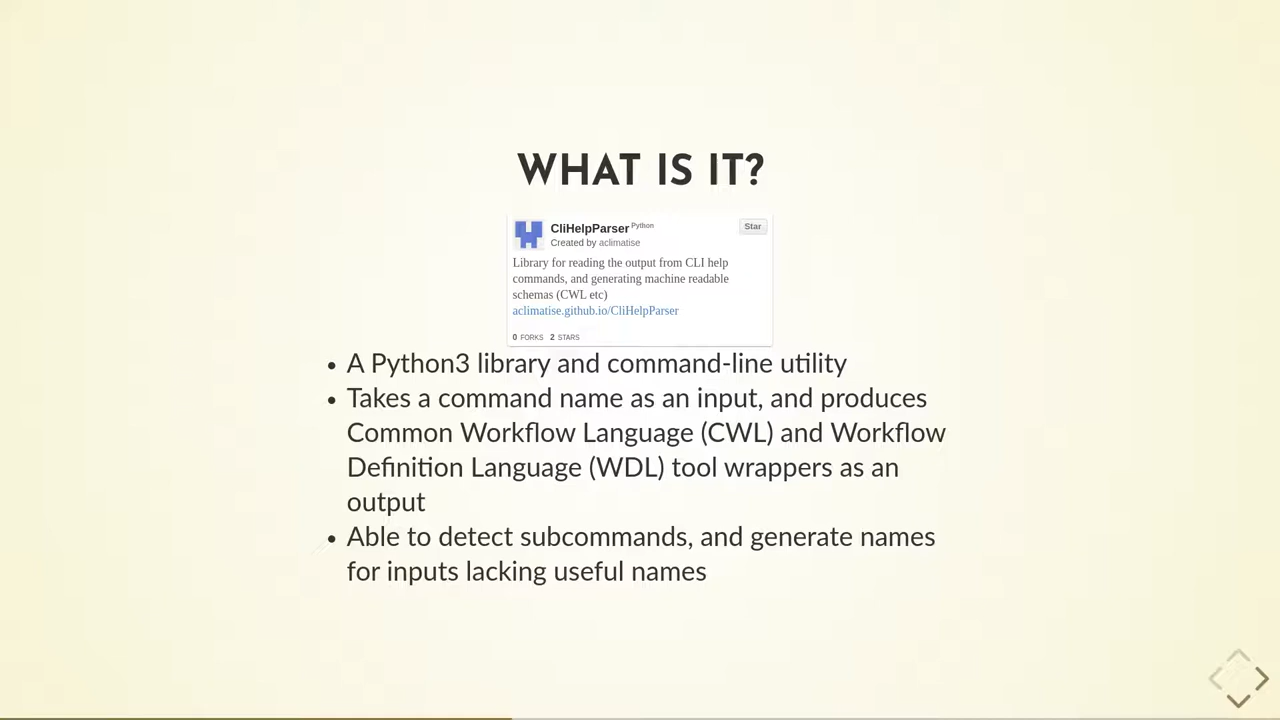 WHAT IS IT?
CliHelpParser Python
Star
Created by aclimatise
Library for reading the output from CLI help
commands, and generating machine readable
schemas (CWL etc)
aclimatise.github.io/CliHelpParser
0 FORKS 2 STARS
• A Python3 library and command-line utility
• Takes a command name as an input, and produces
Common Workflow Language (CWL) and Workflow
Definition Language (WDL) tool wrappers as an
output
• Able to detect subcommands, and generate names
for inputs lacking useful names